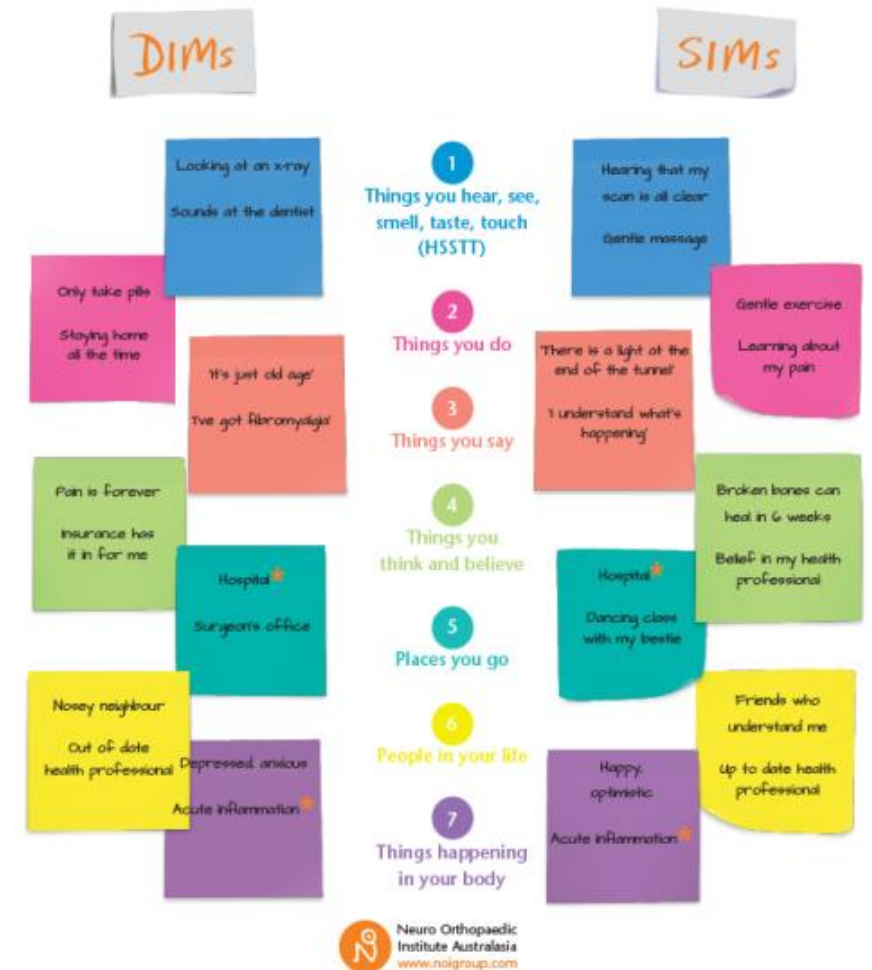 DIMs
SIMs
Looking at an x-ray
Sounds at the dentist
1
Things you hear, see,
smell, taste, touch
(HSSTT)
Hearing that my
scan is all clear
Gentle massage
Only take pills
Staying home
all the time
2
Things you do
Gentle exercise
Learning about
my pain
'It's just old age'
'I've got fibromyalgia'
3
Things you say
'There is a light at the
end of the tunnel'
'I understand what's
happening'
Pain is forever
Insurance has
it in for me
4
Things you
think and believe
Broken bones can
heal in 6 weeks
Belief in my health
professional
Hospital*
Surgeon's office
5
Places you go
Hospital*
Dancing class
with my bestie
Nosey neighbour
Out of date
health professional
6
People in your life
Friends who
understand me
Up to date health
professional
Depressed, anxious
Acute inflammation*
7
Things happening
in your body
Happy,
optimistic
Acute inflammation*
Neuro Orthopaedic
Institute Australasia
www.noigroup.com